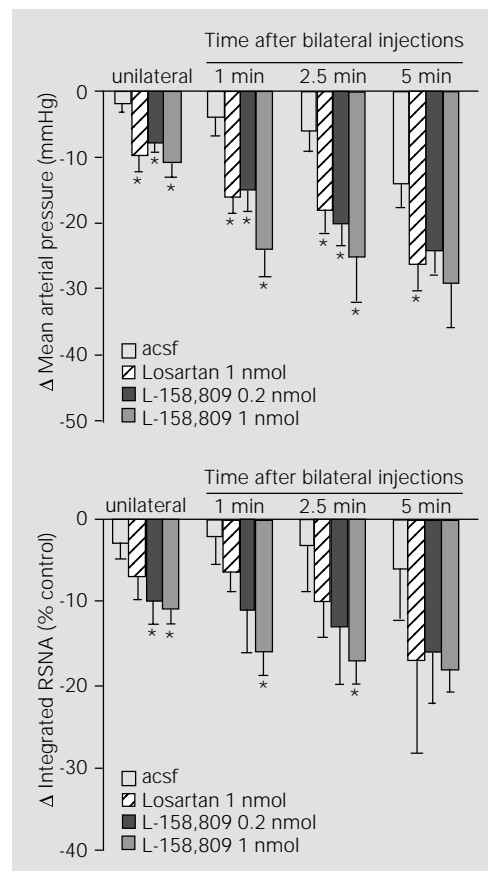 Time after bilateral injections
unilateral 1 min 2.5 min 5 min
Δ Mean arterial pressure (mmHg)
0
-10
-20
-30
-40
-50
* * * * * * * * * *
acsf
Losartan 1 nmol
L-158,809 0.2 nmol
L-158,809 1 nmol
Time after bilateral injections
unilateral 1 min 2.5 min 5 min
Δ Integrated RSNA (% control)
0
-10
-20
-30
-40
* * * *
acsf
Losartan 1 nmol
L-158,809 0.2 nmol
L-158,809 1 nmol